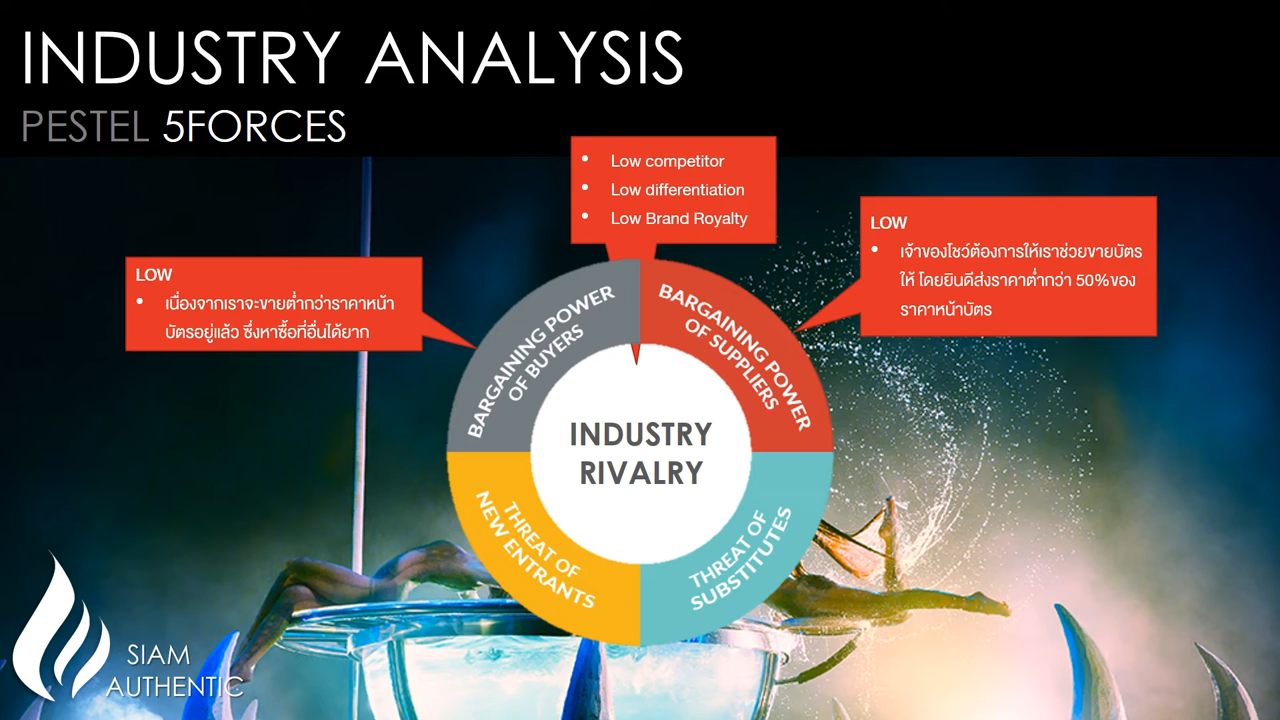 INDUSTRY ANALYSIS
PESTEL 5FORCES
• Low competitor
• Low differentiation
• Low Brand Royalty
LOW
• เนื่องจากเราจะขายต่ำกว่าราคาหน้า
บัตรอยู่แล้ว ซึ่งหาซื้อที่อื่นได้ยาก
LOW
• เจ้าของโชว์ต้องการให้เราช่วยขายบัตร
ให้ โดยยินดีส่งราคาต่ำกว่า 50%ของ
ราคาหน้าบัตร
BARGAINING POWER
OF BUYERS
BARGAINING POWER
OF SUPPLIERS
INDUSTRY
RIVALRY
THREAT OF
NEW ENTRANTS
THREAT OF
SUBSTITUTES
SIAM
AUTHENTIC